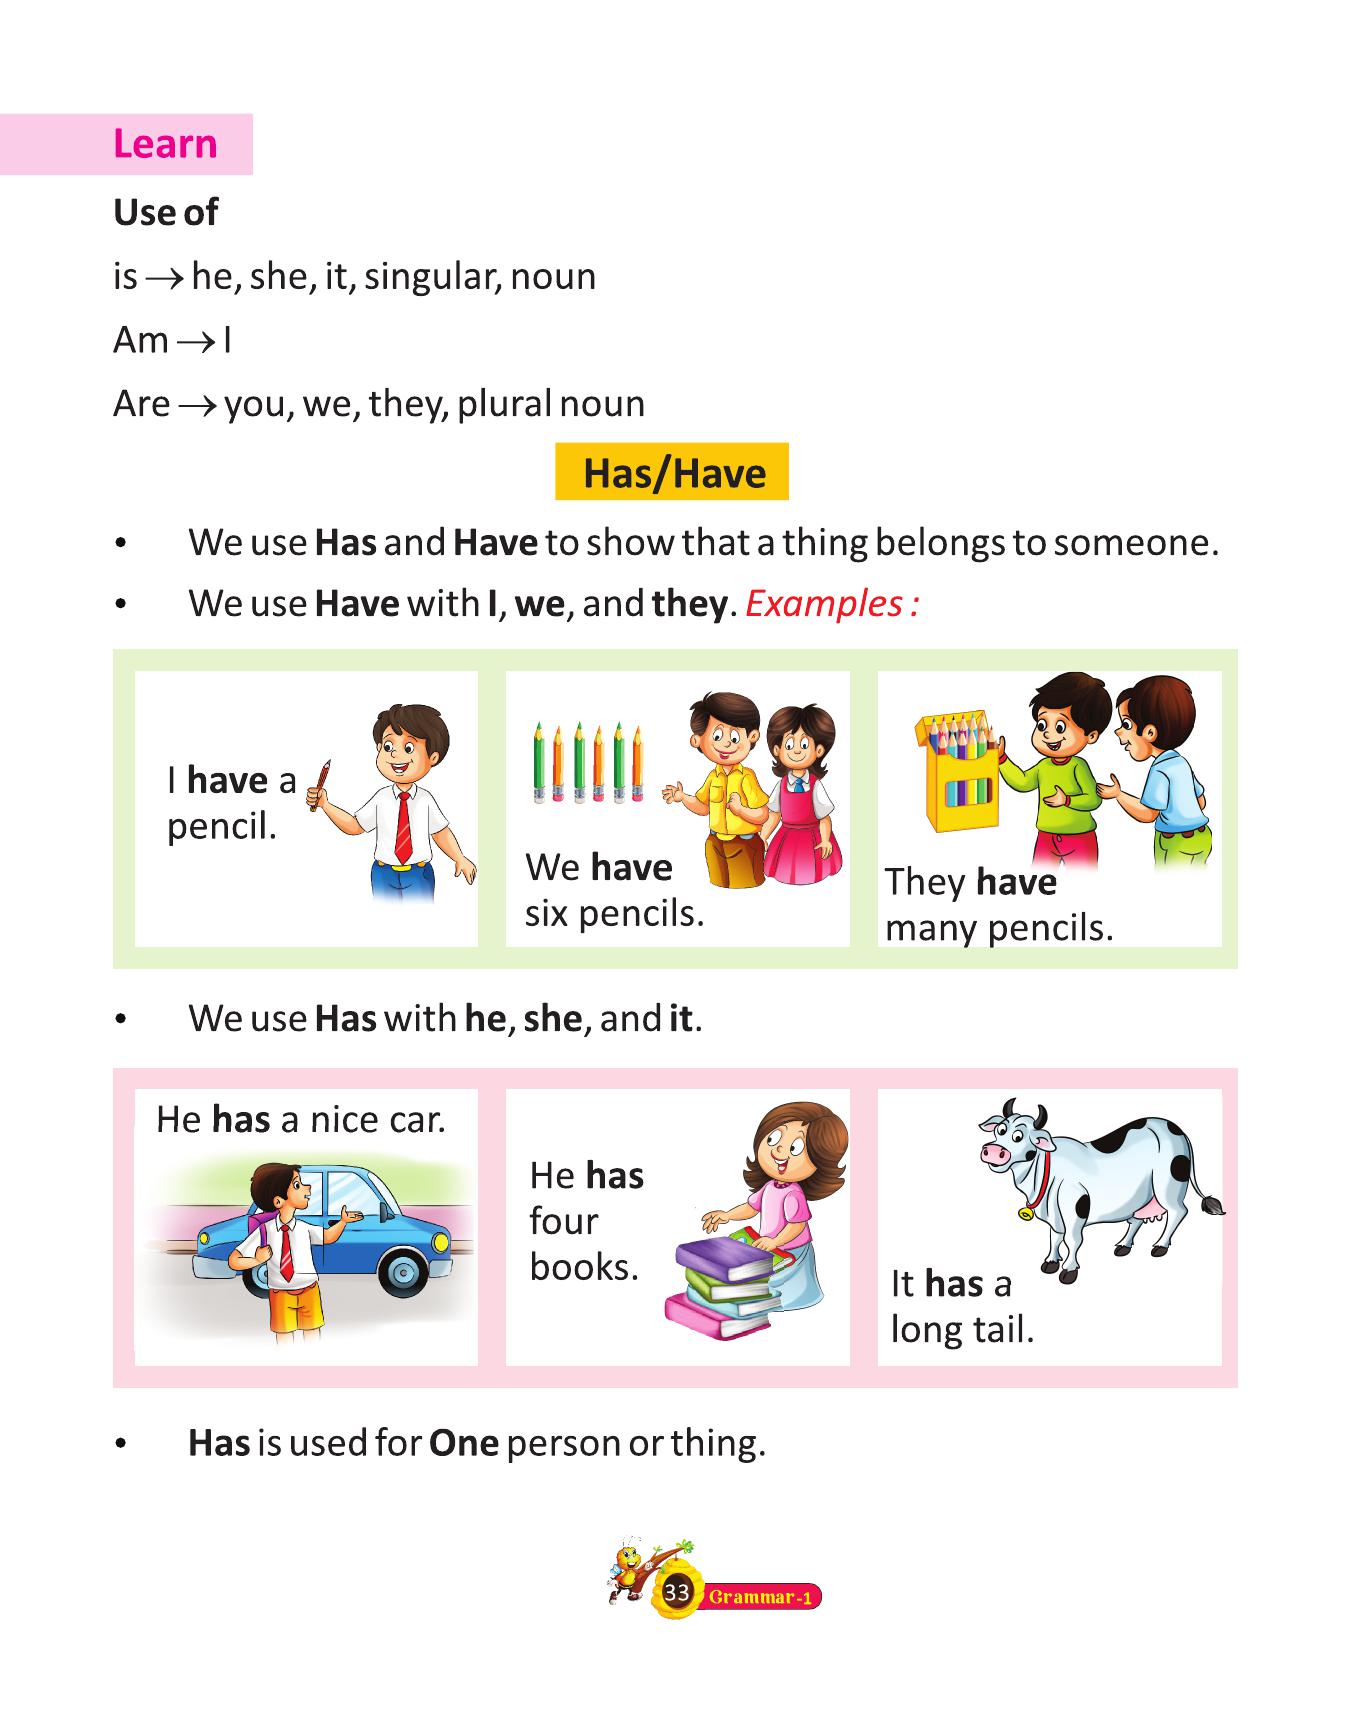 Learn
Use of
is → he, she, it, singular, noun
Am → I
Are → you, we, they, plural noun
Has/Have
• We use Has and Have to show that a thing belongs to someone.
• We use Have with I, we, and they. Examples :
I have a
pencil.
We have
six pencils.
They have
many pencils.
• We use Has with he, she, and it.
He has a nice car.
He has
four
books.
It has a
long tail.
• Has is used for One person or thing.
33 Grammar-1